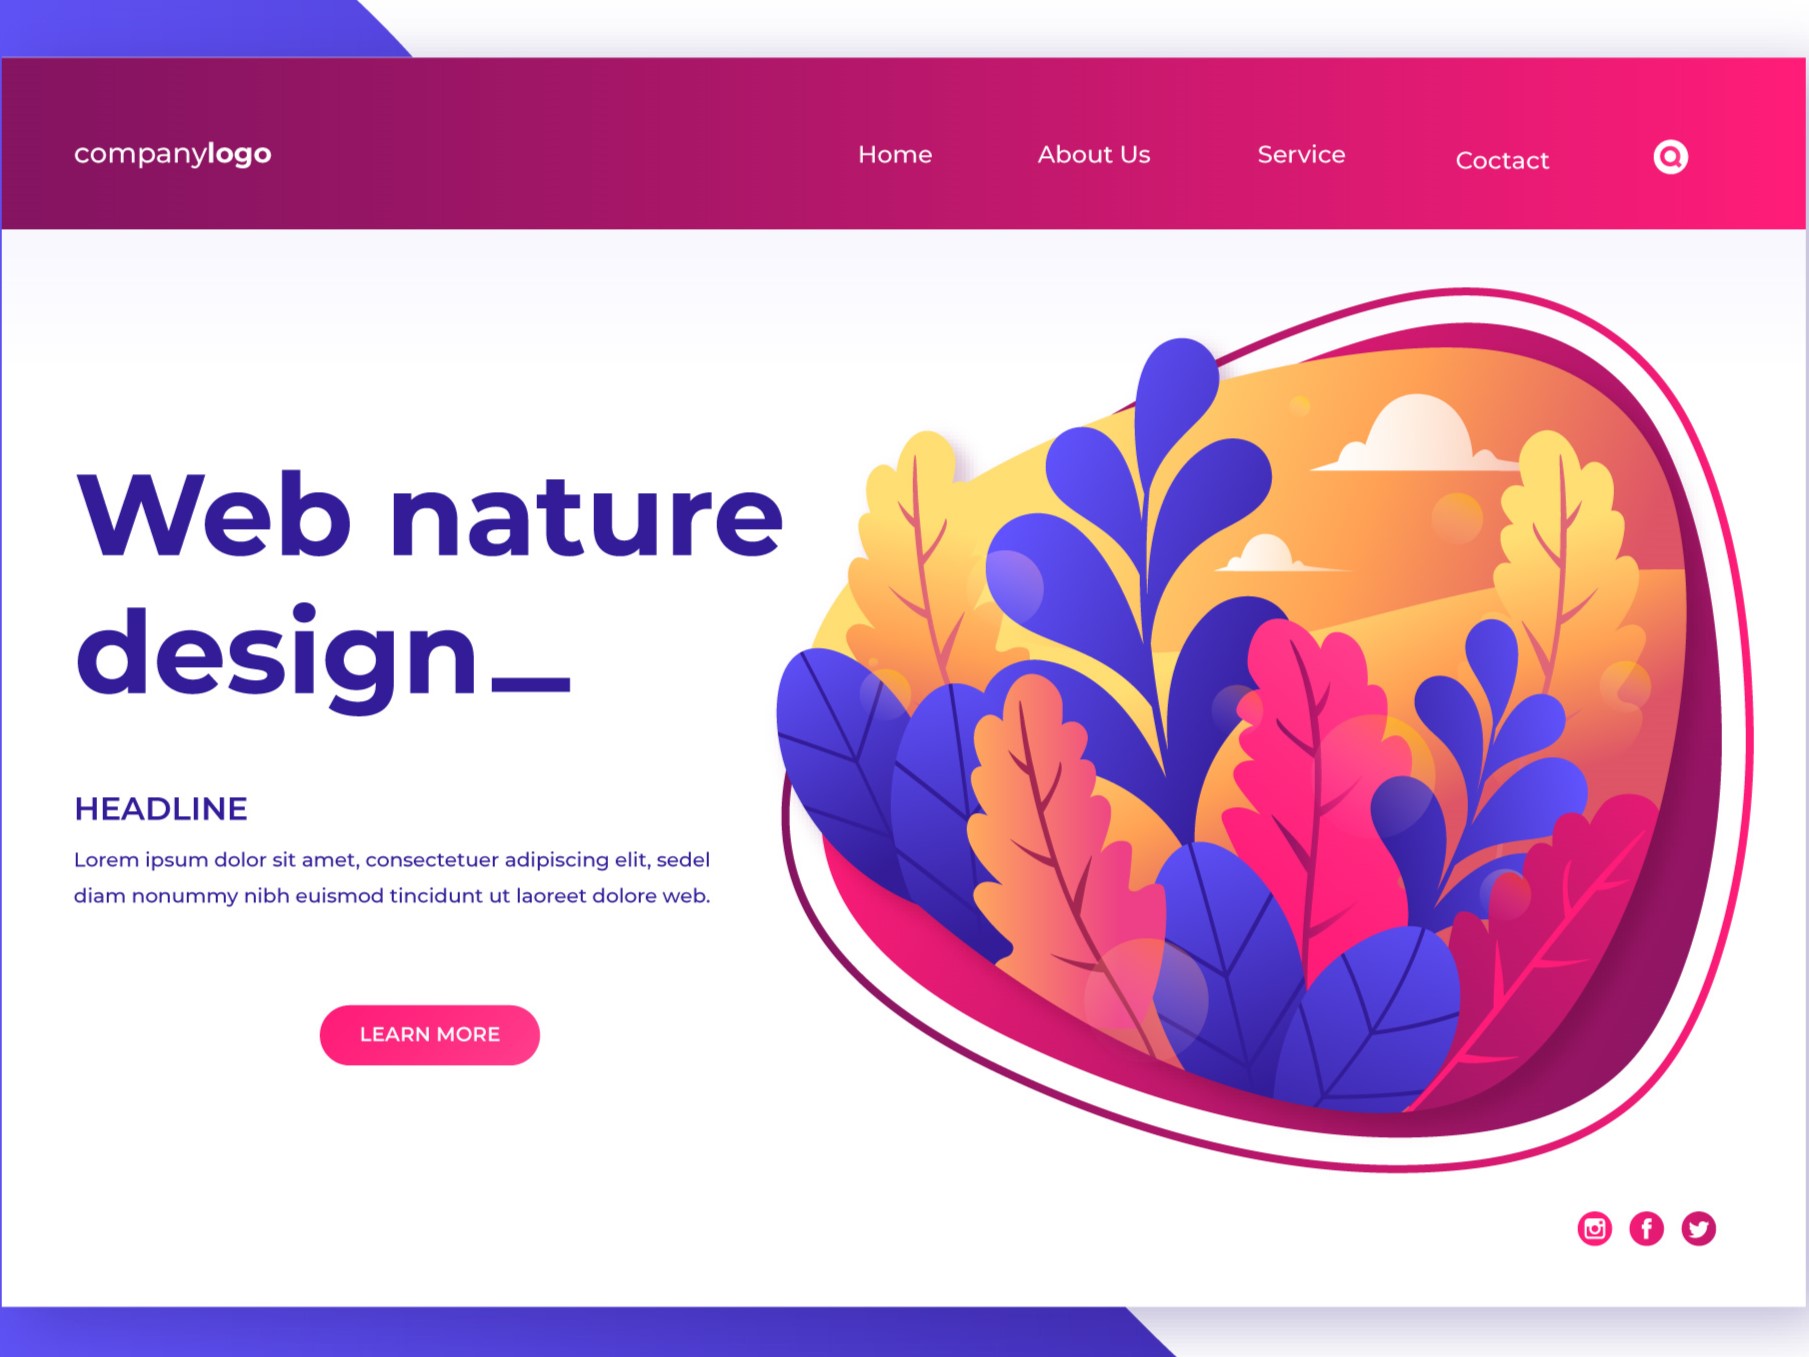 companylogo
Home
About Us
Service
Coctact
Web nature
design_
HEADLINE
Lorem ipsum dolor sit amet, consectetuer adipiscing elit, sedel
diam nonummy nibh euismod tincidunt ut laoreet dolore web.
LEARN MORE